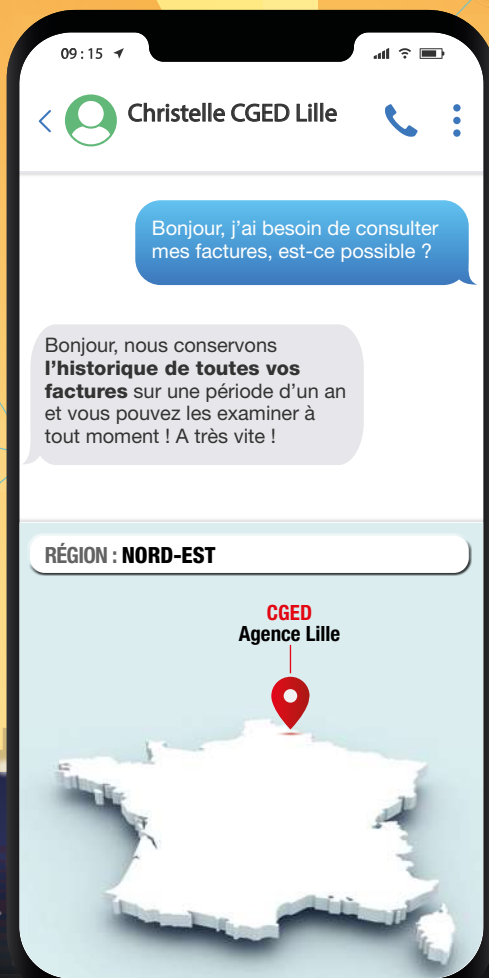 09:15
Christelle CGED Lille
Bonjour, j'ai besoin de consulter
mes factures, est-ce possible ?
Bonjour, nous conservons
l'historique de toutes vos
factures sur une période d'un an
et vous pouvez les examiner à
tout moment ! A très vite !
RÉGION : NORD-EST
CGED
Agence Lille